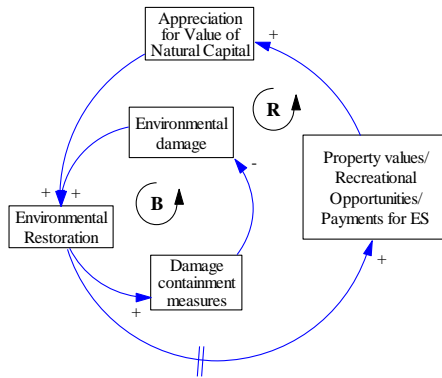 Appreciation
for Value of
Natural Capital
+
R
Environmental
damage
-
Property values/
Recreational
Opportunities/
Payments for ES
+ +
B
Environmental
Restoration
Damage
containment
measures
+
+